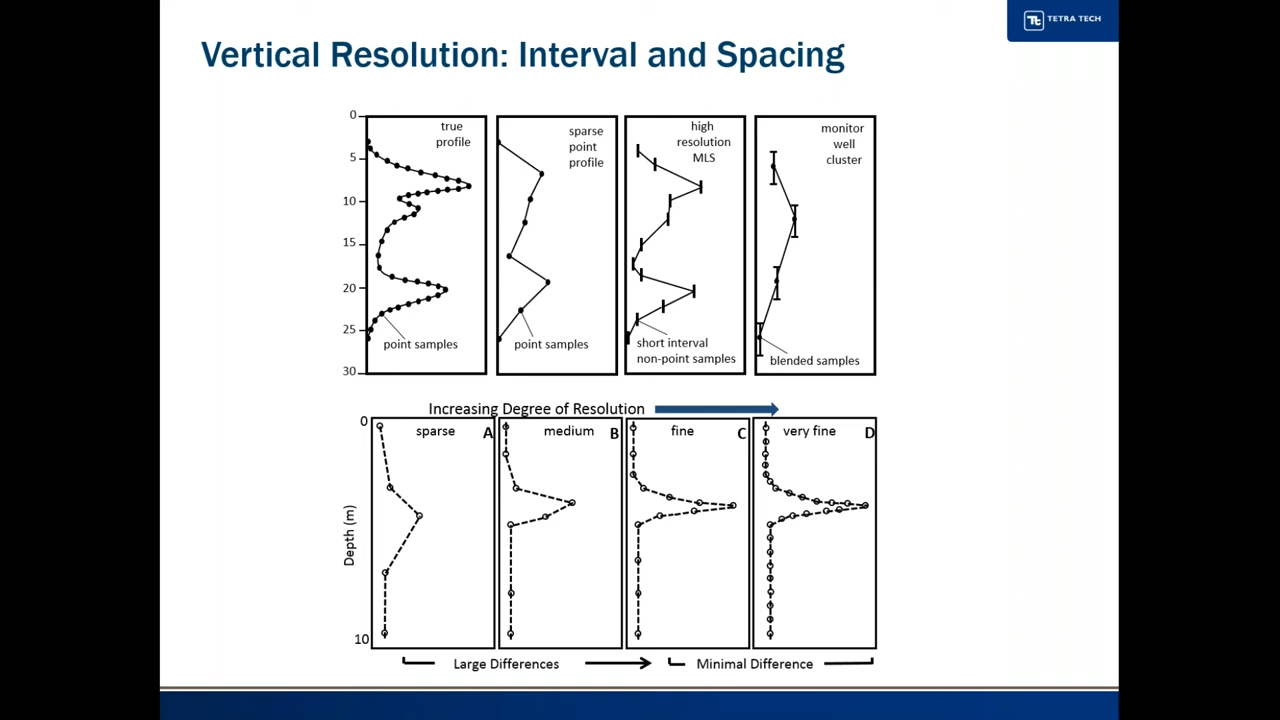 Tt TETRA TECH
Vertical Resolution: Interval and Spacing
0
5
10
15
20
25
30
true
profile
point samples
sparse
point
profile
point samples
high
resolution
MLS
short interval
non-point samples
monitor
well
cluster
blended samples
Increasing Degree of Resolution
0
Depth (m)
10
sparse A
medium B
fine C
very fine D
Large Differences
Minimal Difference